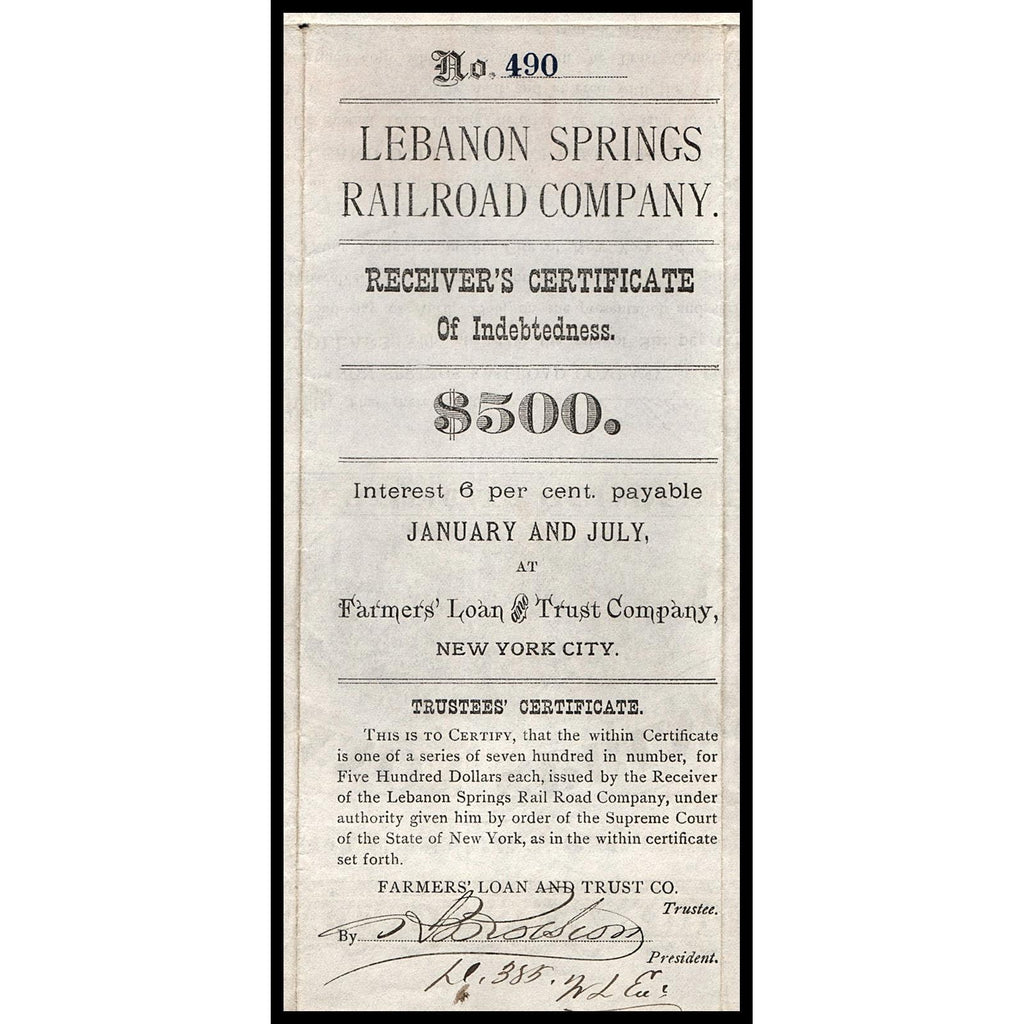 No. 490
LEBANON SPRINGS
RAILROAD COMPANY.
RECEIVER'S CERTIFICATE
Of Indebtedness.
$500.
Interest 6 per cent. payable
JANUARY AND JULY,
AT
Farmers' Loan AND Trust Company,
NEW YORK CITY.
TRUSTEES' CERTIFICATE.
THIS IS TO CERTIFY, that the within Certificate
is one of a series of seven hundred in number, for
Five Hundred Dollars each, issued by the Receiver
of the Lebanon Springs Rail Road Company, under
authority given him by order of the Supreme Court
of the State of New York, as in the within certificate
set forth.
FARMERS' LOAN AND TRUST CO.
Trustee.
By
President.
385.